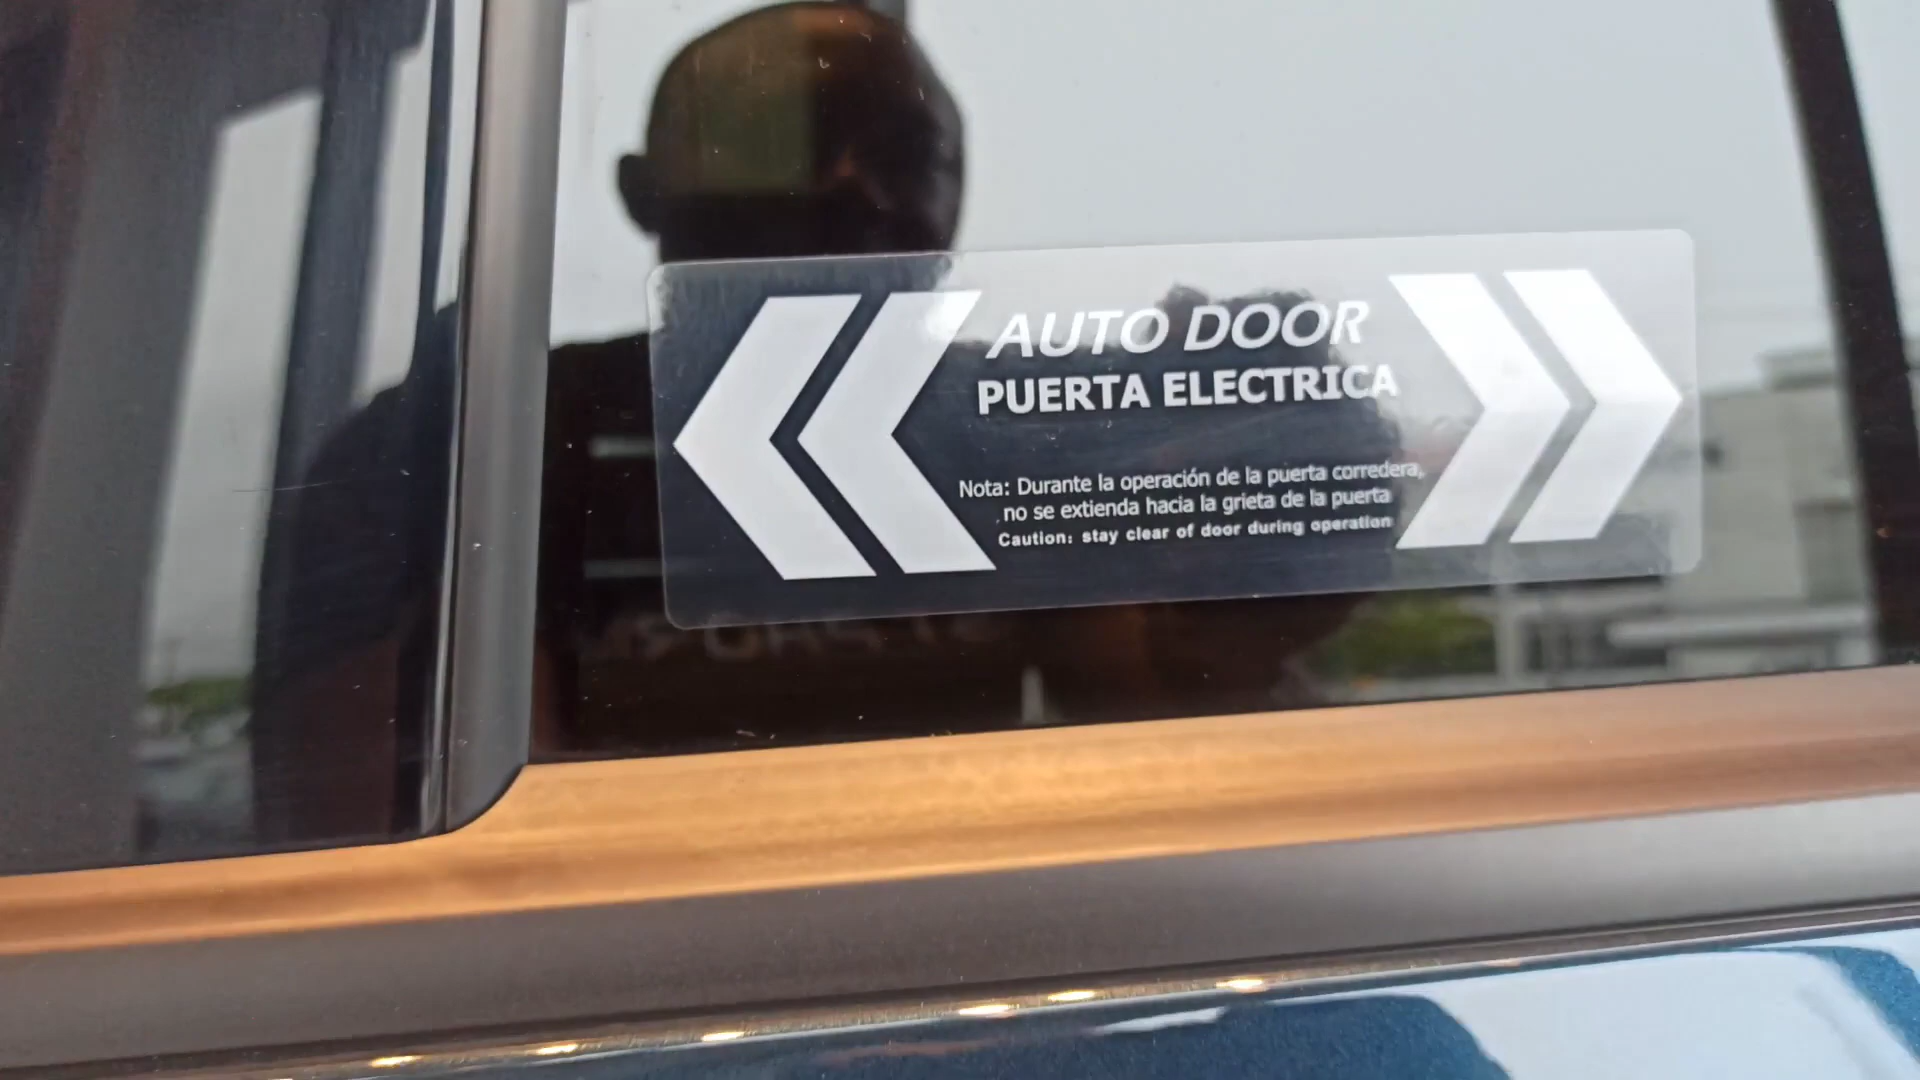 AUTO DOOR
PUERTA ELECTRICA
Nota: Durante la operación de la puerta corredera,
no se extienda hacia la grieta de la puerta
Caution: stay clear of door during operation